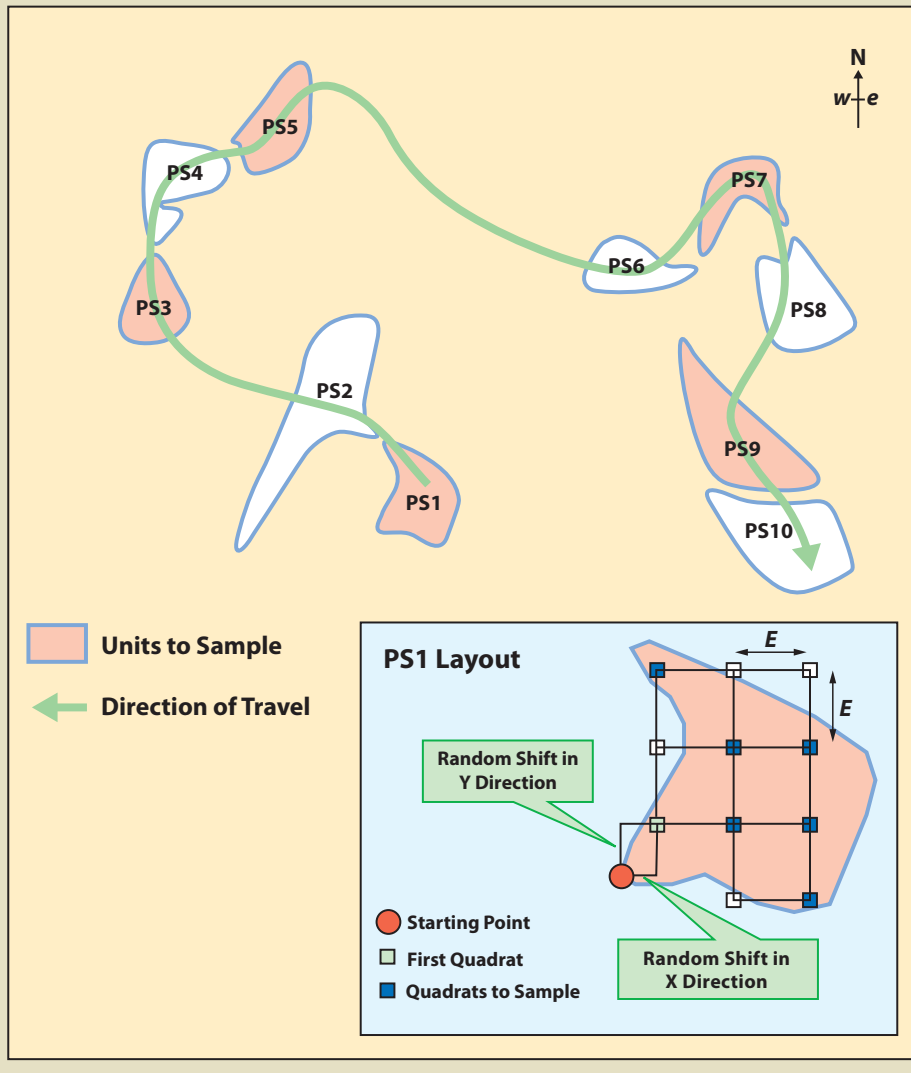 N
w e
PS5
PS4
PS7
PS6
PS3
PS8
PS2
PS9
PS1
PS10
Units to Sample
Direction of Travel
PS1 Layout
E
E
Random Shift in
Y Direction
Starting Point
First Quadrat
Quadrats to Sample
Random Shift in
X Direction